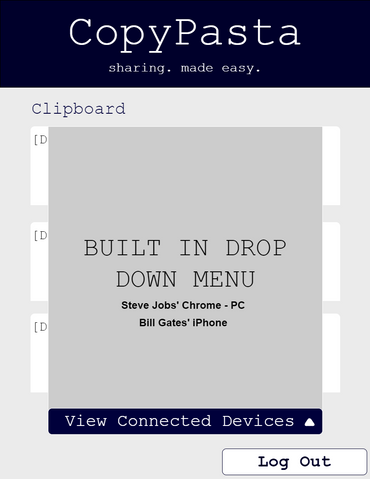 CopyPasta
sharing. made easy.
Clipboard
[D
[D
[D
BUILT IN DROP
DOWN MENU
Steve Jobs' Chrome - PC
Bill Gates' iPhone
View Connected Devices
Log Out